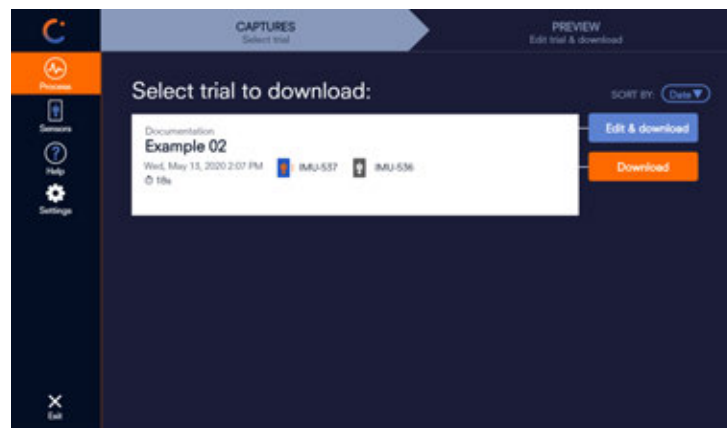 CAPTURES
Select trial
PREVIEW
Edit trial & download
Process
Sensors
Help
Settings
Exit
Select trial to download:
SORT BY: Date▼
Documentation
Example 02
Wed, May 13, 2020 2:07 PM IMU-537 IMU-536
18s
Edit & download
Download